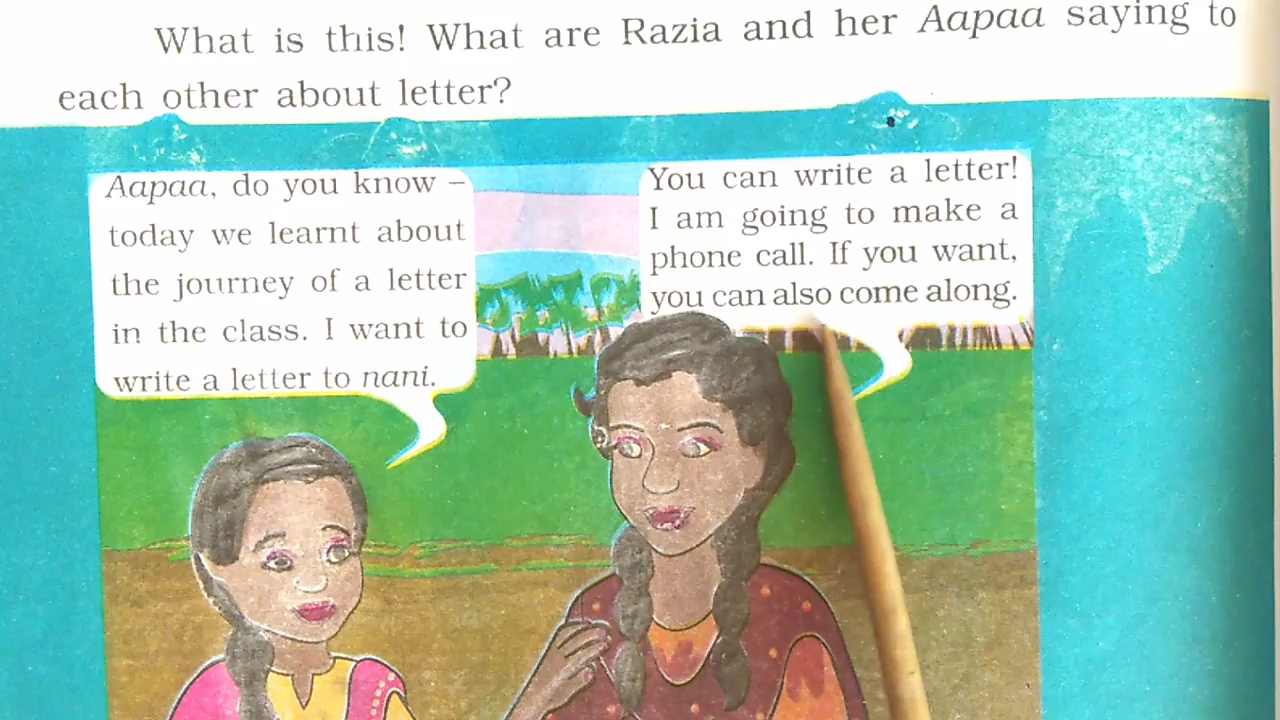 What is this! What are Razia and her Aapaa saying to
each other about letter?
Aapaa, do you know –
today we learnt about
the journey of a letter
in the class. I want to
write a letter to nani.
You can write a letter!
I am going to make a
phone call. If you want,
you can also come along.